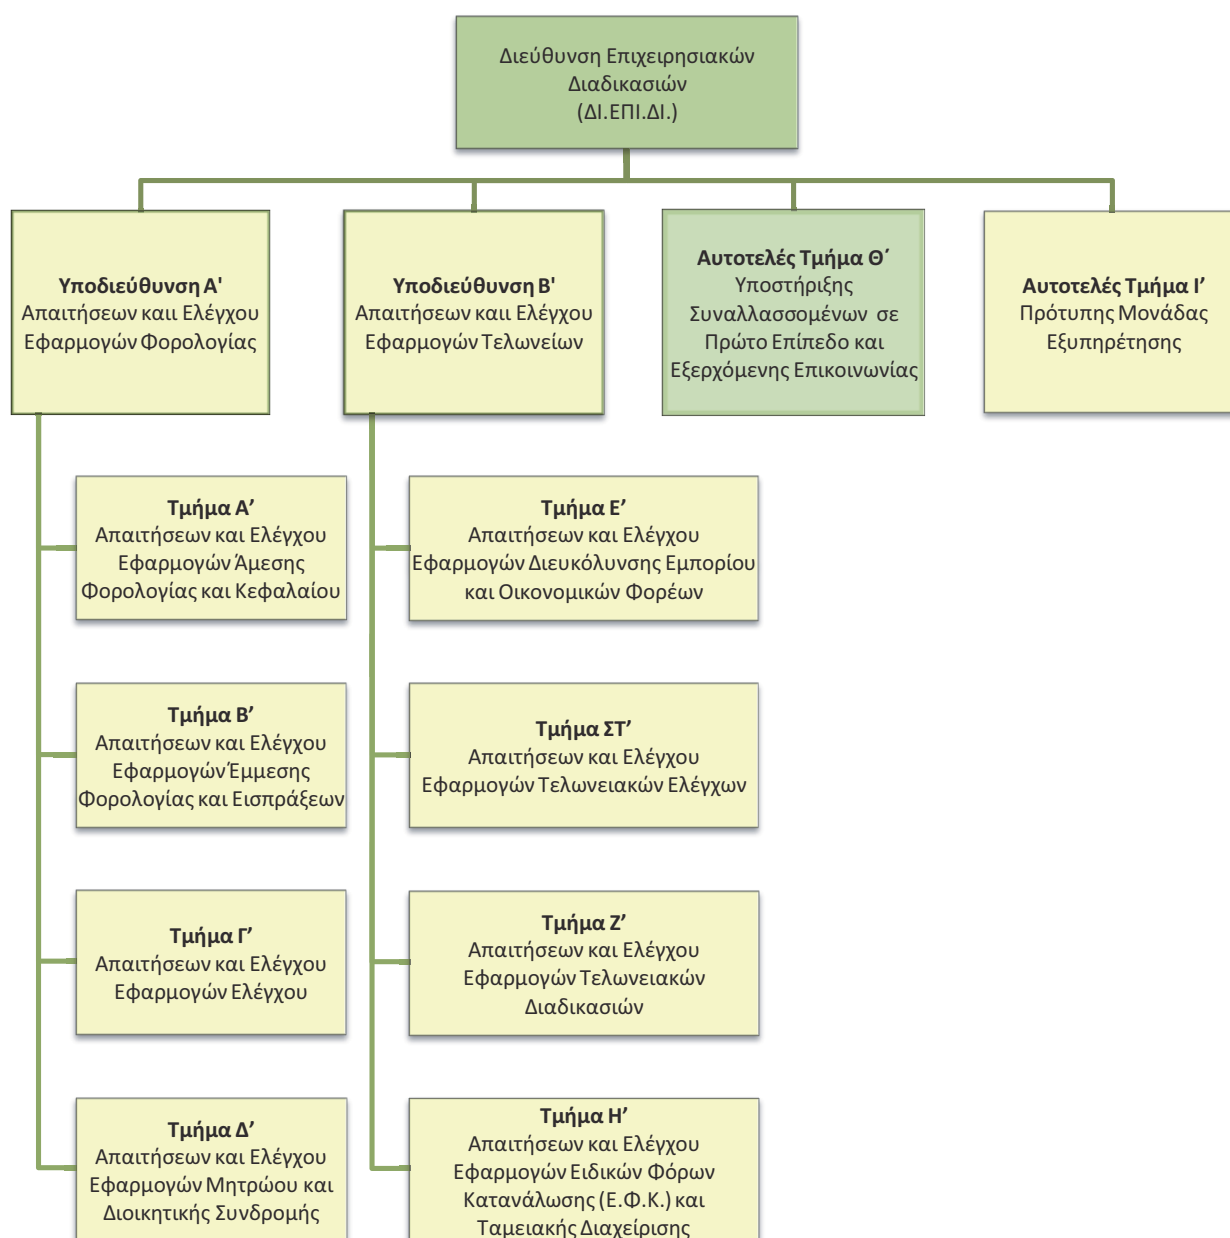 Διεύθυνση Επιχειρησιακών
Διαδικασιών
(ΔΙ.ΕΠΙ.ΔΙ.)
Υποδιεύθυνση Α'
Απαιτήσεων καιι Ελέγχου
Εφαρμογών Φορολογίας
Υποδιεύθυνση Β'
Απαιτήσεων καιι Ελέγχου
Εφαρμογών Τελωνείων
Αυτοτελές Τμήμα Θ΄
Υποστήριξης
Συναλλασσομένων σε
Πρώτο Επίπεδο και
Εξερχόμενης Επικοινωνίας
Αυτοτελές Τμήμα Ι’
Πρότυπης Μονάδας
Εξυπηρέτησης
Τμήμα Α’
Απαιτήσεων και Ελέγχου
Εφαρμογών Άμεσης
Φορολογίας και Κεφαλαίου
Τμήμα Β’
Απαιτήσεων και Ελέγχου
Εφαρμογών Έμμεσης
Φορολογίας και Εισπράξεων
Τμήμα Γ’
Απαιτήσεων και Ελέγχου
Εφαρμογών Ελέγχου
Τμήμα Δ’
Απαιτήσεων και Ελέγχου
Εφαρμογών Μητρώου και
Διοικητικής Συνδρομής
Τμήμα Ε’
Απαιτήσεων και Ελέγχου
Εφαρμογών Διευκόλυνσης Εμπορίου
και Οικονομικών Φορέων
Τμήμα ΣΤ’
Απαιτήσεων και Ελέγχου
Εφαρμογών Τελωνειακών Ελέγχων
Τμήμα Ζ’
Απαιτήσεων και Ελέγχου
Εφαρμογών Τελωνειακών
Διαδικασιών
Τμήμα Η’
Απαιτήσεων και Ελέγχου
Εφαρμογών Ειδικών Φόρων
Κατανάλωσης (Ε.Φ.Κ.) και
Ταμειακής Διαχείρισης